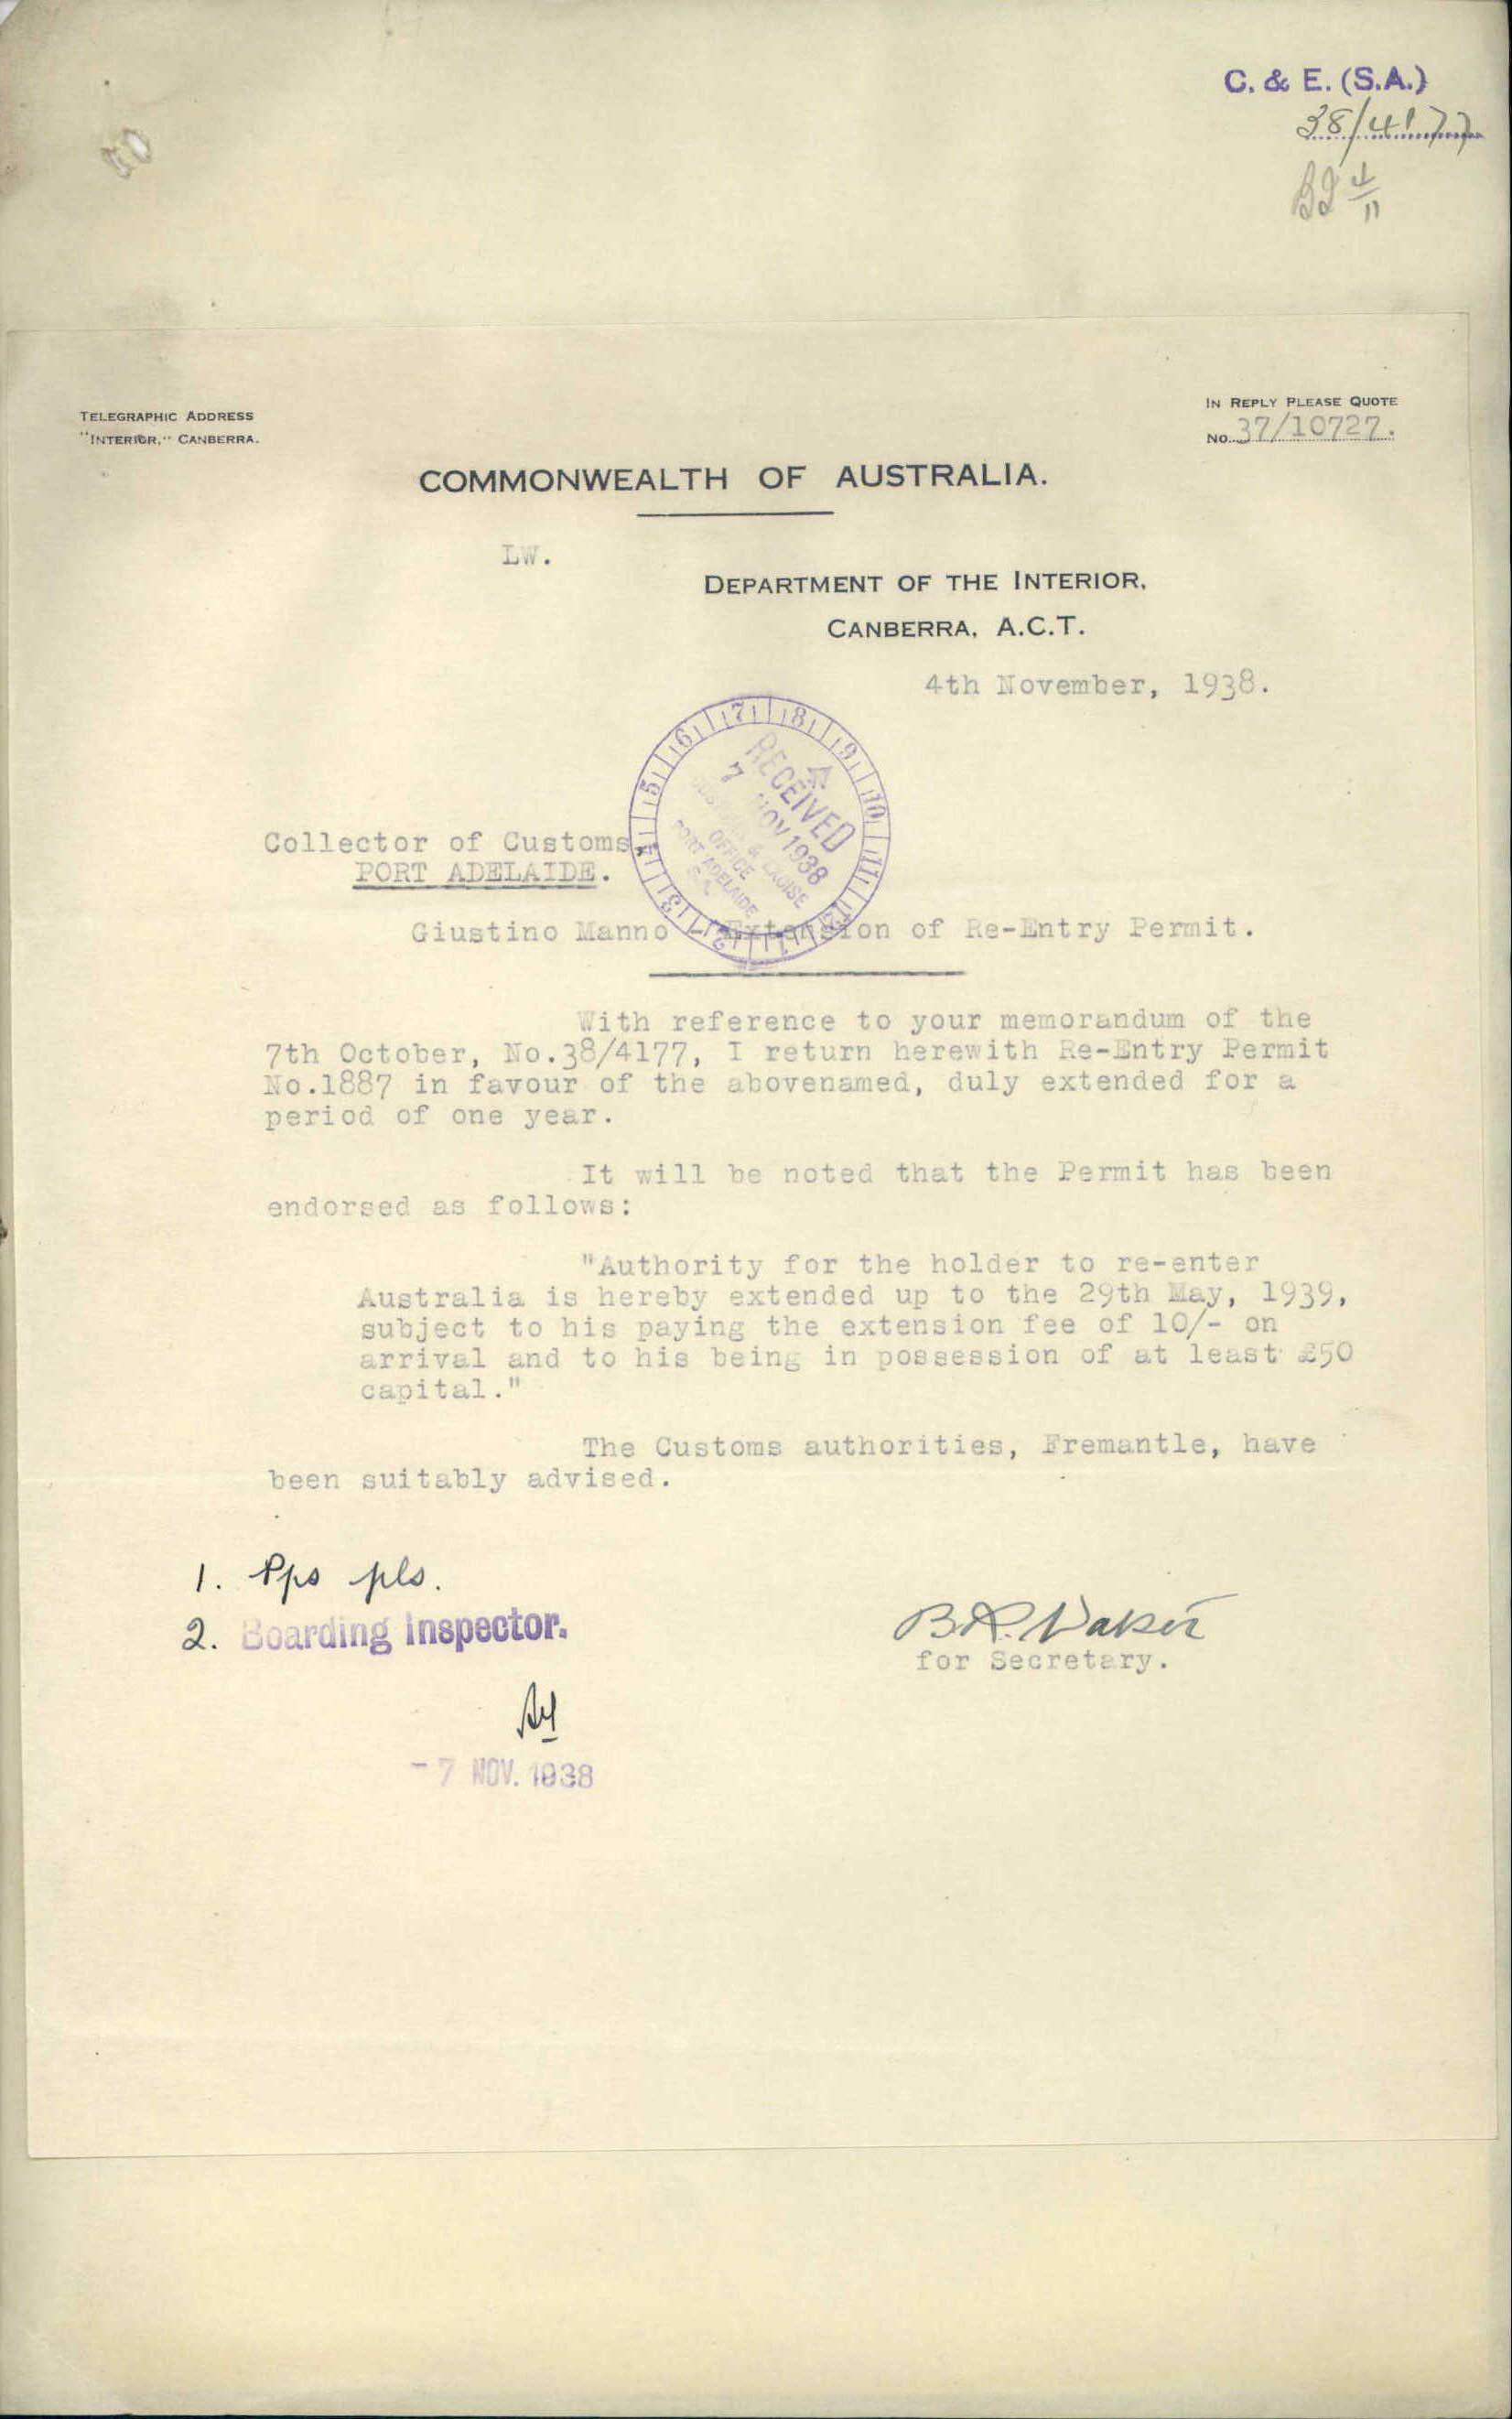 C. & E. (S.A.)
38/4177
4/11
TELEGRAPHIC ADDRESS
"INTERIOR," CANBERRA.
IN REPLY PLEASE QUOTE
No. 37/10727.
COMMONWEALTH OF AUSTRALIA.
LW.
DEPARTMENT OF THE INTERIOR,
CANBERRA, A.C.T.
4th November, 1938.
RECEIVED
7 NOV 1938
CUSTOMS & EXCISE
OFFICE
PORT ADELAIDE
S.A.
Collector of Customs,
PORT ADELAIDE.
Giustino Manno - Extension of Re-Entry Permit.
With reference to your memorandum of the
7th October, No.38/4177, I return herewith Re-Entry Permit
No.1887 in favour of the abovenamed, duly extended for a
period of one year.
It will be noted that the Permit has been
endorsed as follows:
"Authority for the holder to re-enter
Australia is hereby extended up to the 29th May, 1939,
subject to his paying the extension fee of 10/- on
arrival and to his being in possession of at least £50
capital."
The Customs authorities, Fremantle, have
been suitably advised.
1. Pps pls.
2. Boarding Inspector.
for Secretary.
-7 NOV. 1938